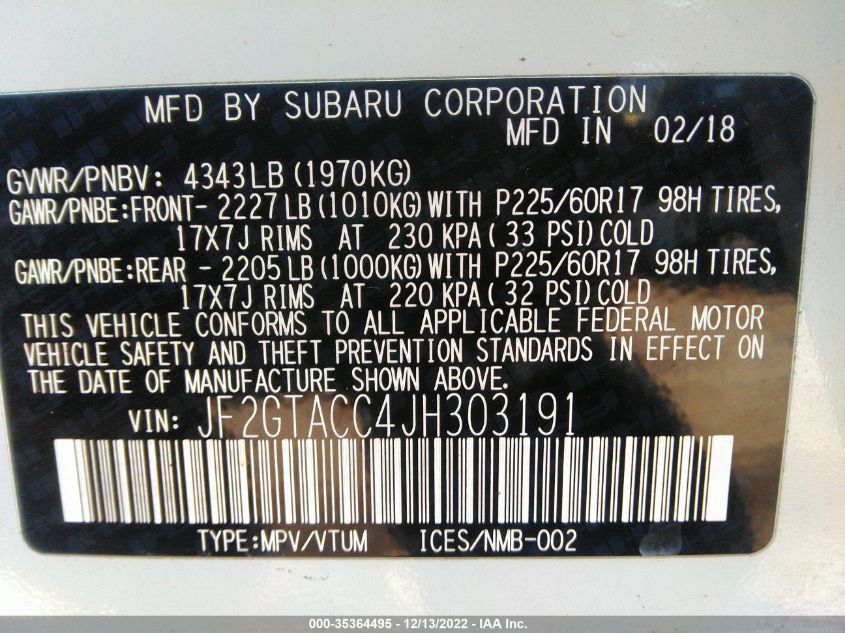 MFD BY SUBARU CORPORATION
MFD IN 02/18
GVWR/PNBV: 4343LB (1970KG)
GAWR/PNBE:FRONT- 2227 LB (1010KG) WITH P225/60R17 98H TIRES,
17X7J RIMS AT 230 KPA( 33 PSI) COLD
GAWR/PNBE:REAR - 2205 LB (1000KG) WITH P225/60R17 98H TIRES,
17X7J RIMS AT 220 KPA( 32 PSI) COLD
THIS VEHICLE CONFORMS TO ALL APPLICABLE FEDERAL MOTOR
VEHICLE SAFETY AND THEFT PREVENTION STANDARDS IN EFFECT ON
THE DATE OF MANUFACTURE SHOWN ABOVE.
VIN: JF2GTACC4JH303191
TYPE:MPV/VTUM ICES/NMB-002
000-35364495 - 12/13/2022 - IAA Inc.